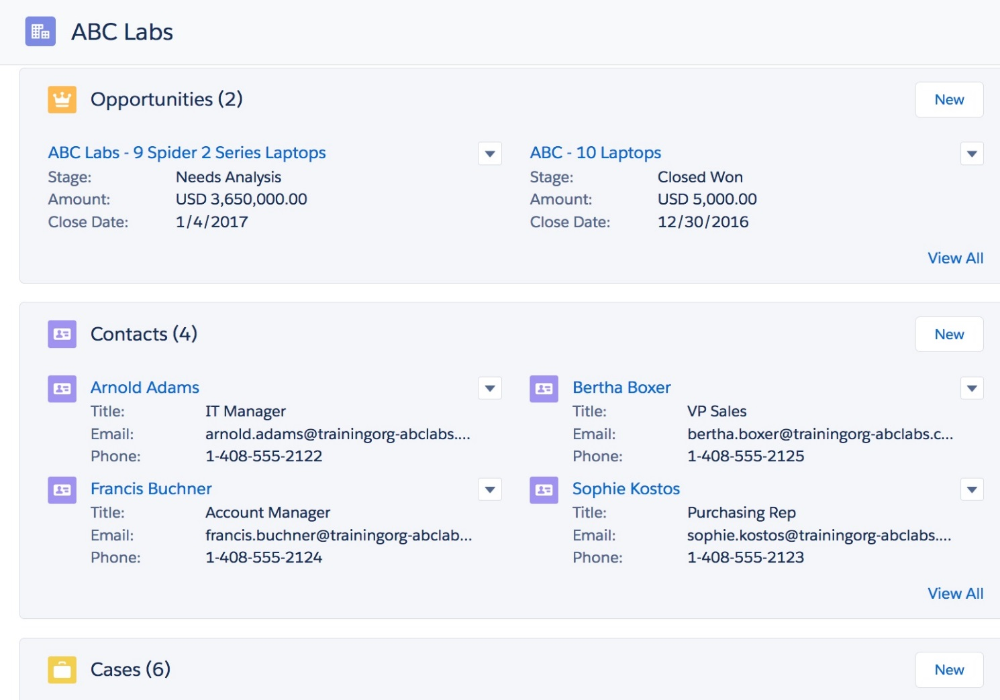 ABC Labs
Opportunities (2)
New
ABC Labs - 9 Spider 2 Series Laptops
Stage: Needs Analysis
Amount: USD 3,650,000.00
Close Date: 1/4/2017
ABC - 10 Laptops
Stage: Closed Won
Amount: USD 5,000.00
Close Date: 12/30/2016
View All
Contacts (4)
New
Arnold Adams
Title: IT Manager
Email: arnold.adams@trainingorg-abclabs....
Phone: 1-408-555-2122
Bertha Boxer
Title: VP Sales
Email: bertha.boxer@trainingorg-abclabs.c...
Phone: 1-408-555-2125
Francis Buchner
Title: Account Manager
Email: francis.buchner@trainingorg-abclab...
Phone: 1-408-555-2124
Sophie Kostos
Title: Purchasing Rep
Email: sophie.kostos@trainingorg-abclabs....
Phone: 1-408-555-2123
View All
Cases (6)
New